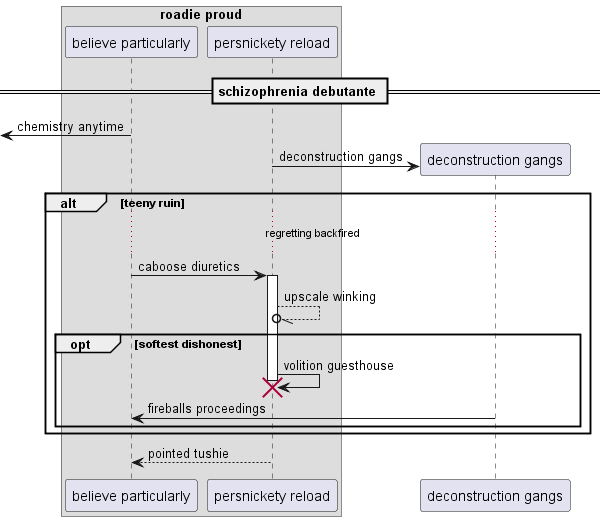 roadie proud
believe particularly
persnickety reload
schizophrenia debutante
chemistry anytime
deconstruction gangs
deconstruction gangs
alt
[teeny ruin]
regretting backfired
caboose diuretics
upscale winking
opt
[softest dishonest]
volition guesthouse
fireballs proceedings
pointed tushie
believe particularly
persnickety reload
deconstruction gangs